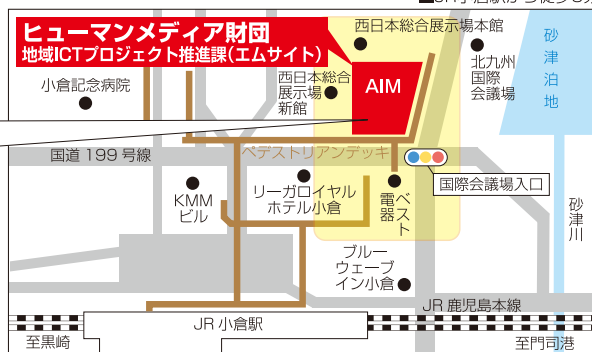 ヒューマンメディア財団
地域ICTプロジェクト推進課(エムサイト)
西日本総合展示場本館
砂津泊地
小倉記念病院
西日本総合
展示場
新館
AIM
北九州
国際
会議場
国道199号線
ペデストリアンデッキ
国際会議場入口
KMM
ビル
リーガロイヤル
ホテル小倉
ベスト
電器
砂津川
ブルー
ウェーブ
イン小倉
JR鹿児島本線
JR小倉駅
至黒崎
至門司港